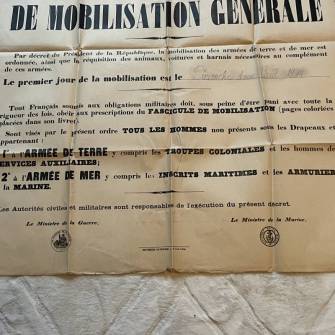 DE MOBILISATION GÉNÉRALE
Par décret du Président de la République, la mobilisation des armées de terre et de mer est
ordonnée, ainsi que la réquisition des animaux, voitures et harnais nécessaires au complément
de ces armées.
Le premier jour de la mobilisation est le
Tout Français soumis aux obligations militaires doit, sous peine d'être puni avec toute la
rigueur des lois, obéir aux prescriptions du FASCICULE DE MOBILISATION (pages coloriées
placées dans son livret).
Sont visés par le présent ordre TOUS LES HOMMES non présents sous les Drapeaux et
appartenant :
1° à l'ARMÉE DE TERRE y compris les TROUPES COLONIALES et les hommes des
SERVICES AUXILIAIRES;
2° à l'ARMÉE DE MER y compris les INSCRITS MARITIMES et les ARMURIERS
la MARINE.
Les Autorités civiles et militaires sont responsables de l'exécution du présent décret.
Le Ministre de la Guerre,
Le Ministre de la Marine,